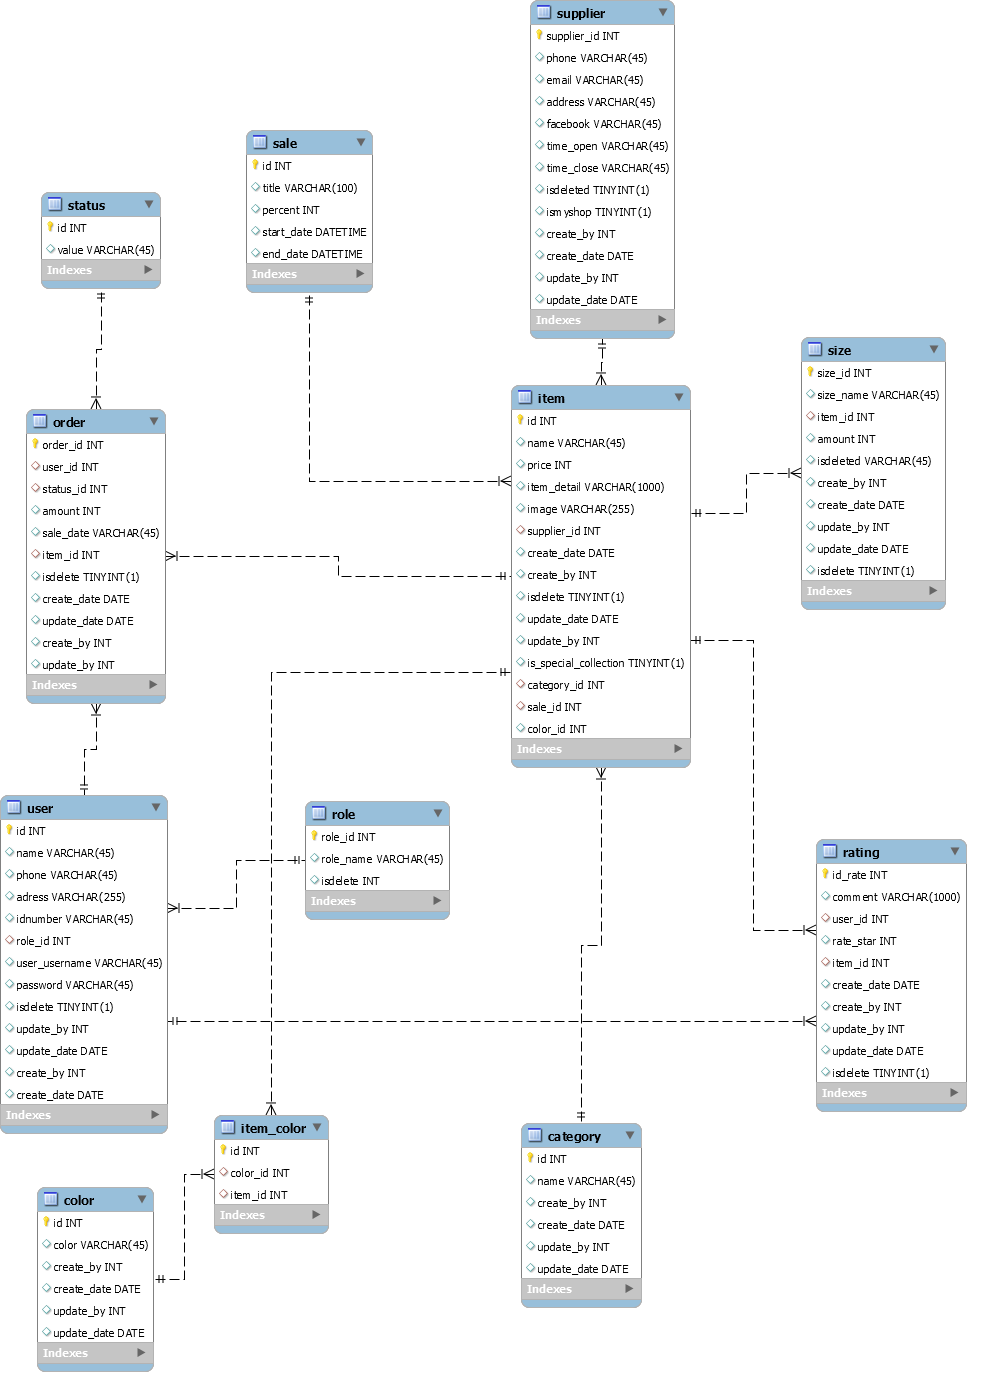 supplier
supplier_id INT
phone VARCHAR(45)
email VARCHAR(45)
address VARCHAR(45)
facebook VARCHAR(45)
time_open VARCHAR(45)
time_close VARCHAR(45)
isdeleted TINYINT(1)
ismyshop TINYINT(1)
create_by INT
create_date DATE
update_by INT
update_date DATE
Indexes
sale
id INT
title VARCHAR(100)
percent INT
start_date DATETIME
end_date DATETIME
Indexes
status
id INT
value VARCHAR(45)
Indexes
size
size_id INT
size_name VARCHAR(45)
item_id INT
amount INT
isdeleted VARCHAR(45)
create_by INT
create_date DATE
update_by INT
update_date DATE
isdelete TINYINT(1)
Indexes
item
id INT
name VARCHAR(45)
price INT
item_detail VARCHAR(1000)
image VARCHAR(255)
supplier_id INT
create_date DATE
create_by INT
isdelete TINYINT(1)
update_date DATE
update_by INT
is_special_collection TINYINT(1)
category_id INT
sale_id INT
color_id INT
Indexes
order
order_id INT
user_id INT
status_id INT
amount INT
sale_date VARCHAR(45)
item_id INT
isdelete TINYINT(1)
create_date DATE
update_date DATE
create_by INT
update_by INT
Indexes
user
id INT
name VARCHAR(45)
phone VARCHAR(45)
adress VARCHAR(255)
idnumber VARCHAR(45)
role_id INT
user_username VARCHAR(45)
password VARCHAR(45)
isdelete TINYINT(1)
update_by INT
update_date DATE
create_by INT
create_date DATE
Indexes
role
role_id INT
role_name VARCHAR(45)
isdelete INT
Indexes
rating
id_rate INT
comment VARCHAR(1000)
user_id INT
rate_star INT
item_id INT
create_date DATE
create_by INT
update_by INT
update_date DATE
isdelete TINYINT(1)
Indexes
item_color
id INT
color_id INT
item_id INT
Indexes
category
id INT
name VARCHAR(45)
create_by INT
create_date DATE
update_by INT
update_date DATE
Indexes
color
id INT
color VARCHAR(45)
create_by INT
create_date DATE
update_by INT
update_date DATE
Indexes